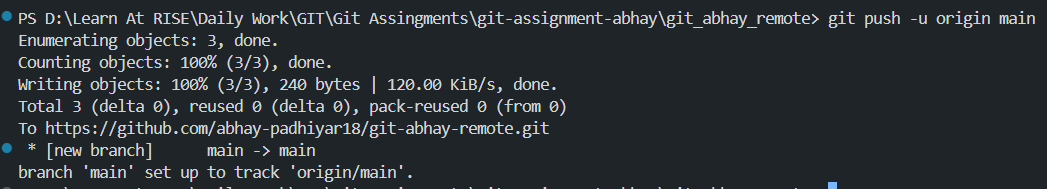 PS D:\Learn At RISE\Daily Work\GIT\Git Assingments\git-assignment-abhay\git_abhay_remote> git push -u origin main
Enumerating objects: 3, done.
Counting objects: 100% (3/3), done.
Writing objects: 100% (3/3), 240 bytes | 120.00 KiB/s, done.
Total 3 (delta 0), reused 0 (delta 0), pack-reused 0 (from 0)
To https://github.com/abhay-padhiyar18/git-abhay-remote.git
 * [new branch]      main -> main
branch 'main' set up to track 'origin/main'.